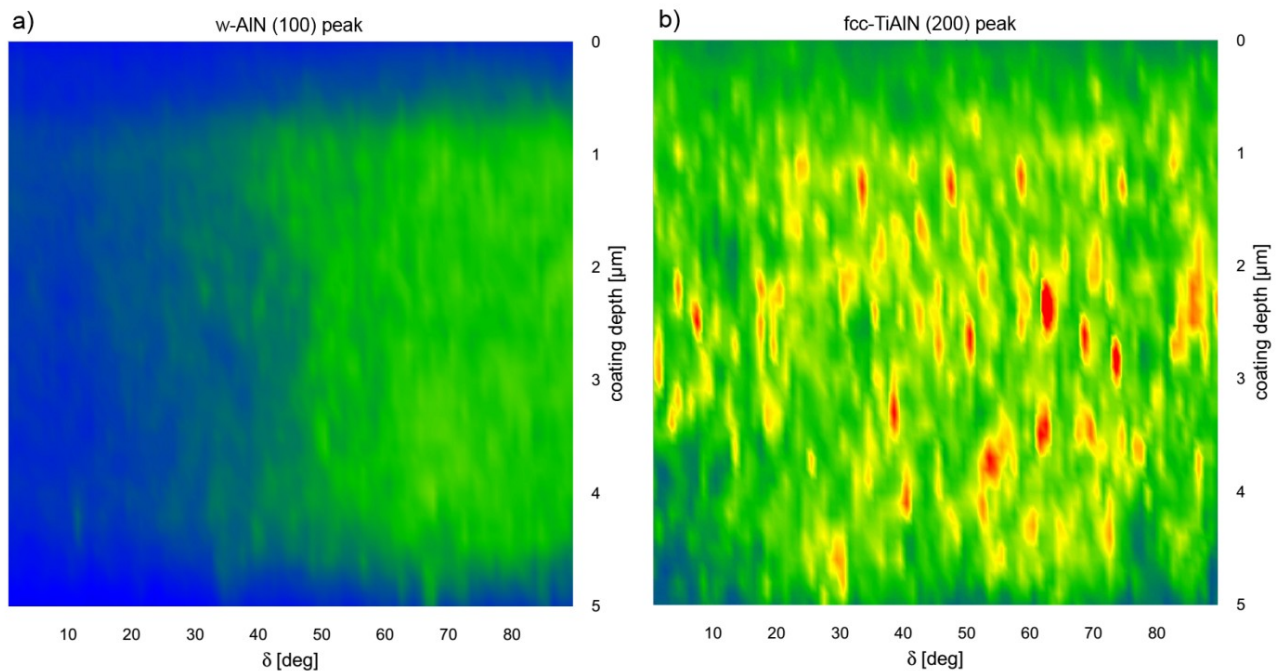 a)
w-AlN (100) peak
0
1
2
3
4
5
coating depth [µm]
10 20 30 40 50 60 70 80
δ [deg]
b)
fcc-TiAlN (200) peak
0
1
2
3
4
5
coating depth [µm]
10 20 30 40 50 60 70 80
δ [deg]